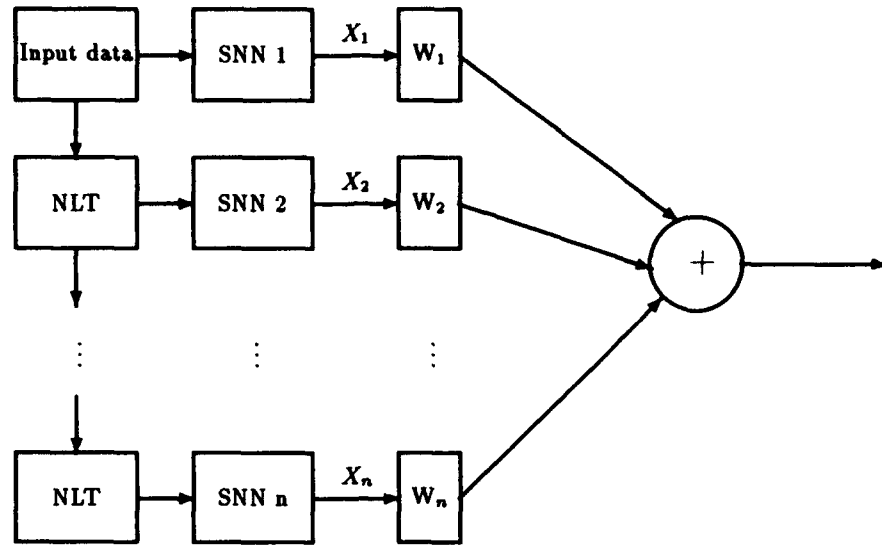 Input data SNN 1 X₁ W₁
NLT SNN 2 X₂ W₂
+
⋮ ⋮ ⋮
NLT SNN n Xₙ Wₙ